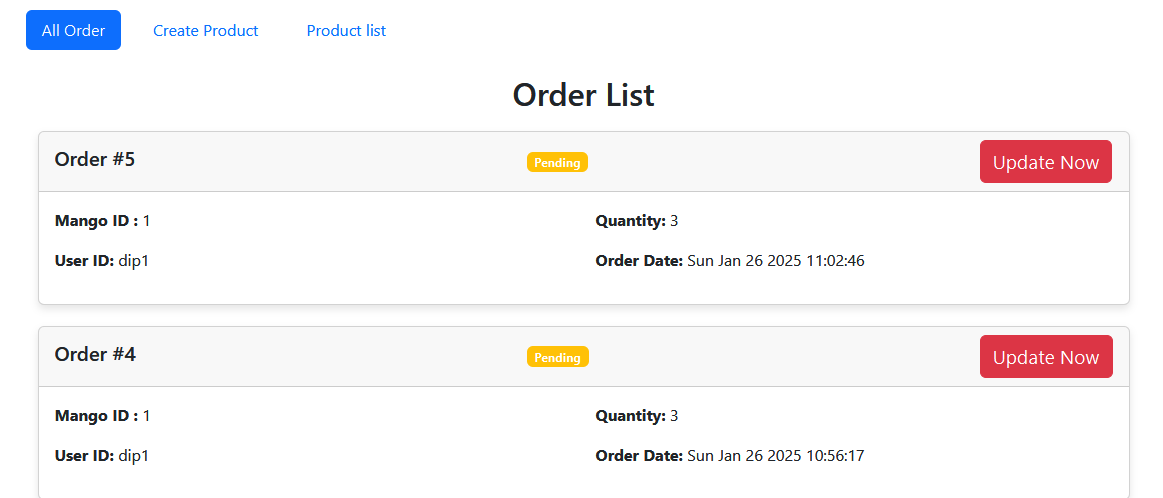 All Order Create Product Product list
Order List
Order #5 Pending Update Now
Mango ID : 1 Quantity: 3
User ID: dip1 Order Date: Sun Jan 26 2025 11:02:46
Order #4 Pending Update Now
Mango ID : 1 Quantity: 3
User ID: dip1 Order Date: Sun Jan 26 2025 10:56:17